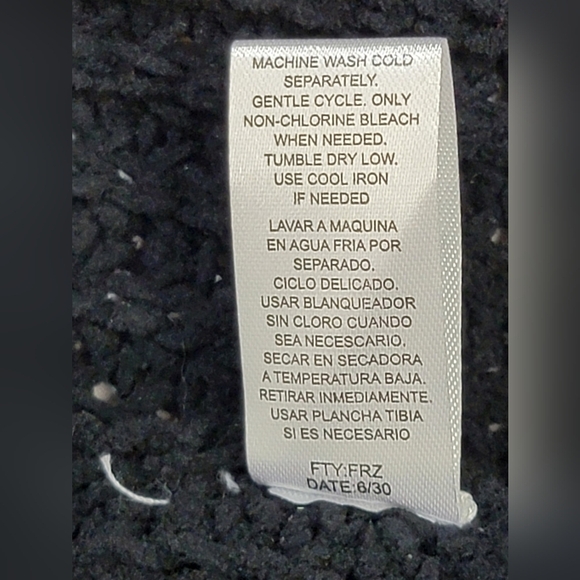 MACHINE WASH COLD
SEPARATELY.
GENTLE CYCLE. ONLY
NON-CHLORINE BLEACH
WHEN NEEDED.
TUMBLE DRY LOW.
USE COOL IRON
IF NEEDED
LAVAR A MAQUINA
EN AGUA FRIA POR
SEPARADO.
CICLO DELICADO.
USAR BLANQUEADOR
SIN CLORO CUANDO
SEA NECESCARIO.
SECAR EN SECADORA
A TEMPERATURA BAJA.
RETIRAR INMEDIAMENTE.
USAR PLANCHA TIBIA
SI ES NECESARIO
FTY:FRZ
DATE:6/30